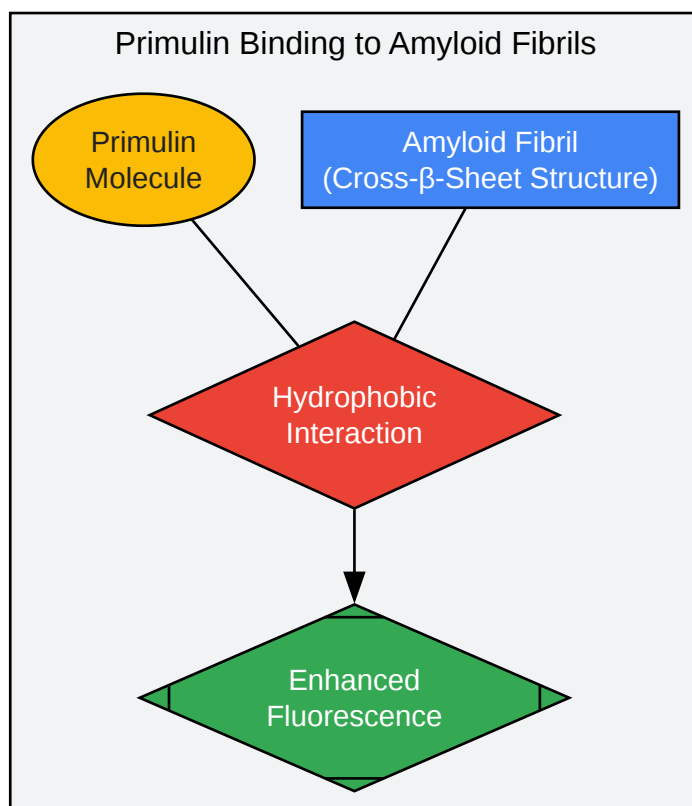 Primulin Binding to Amyloid Fibrils
Primulin
Molecule
Amyloid Fibril
(Cross-β-Sheet Structure)
Hydrophobic
Interaction
Enhanced
Fluorescence